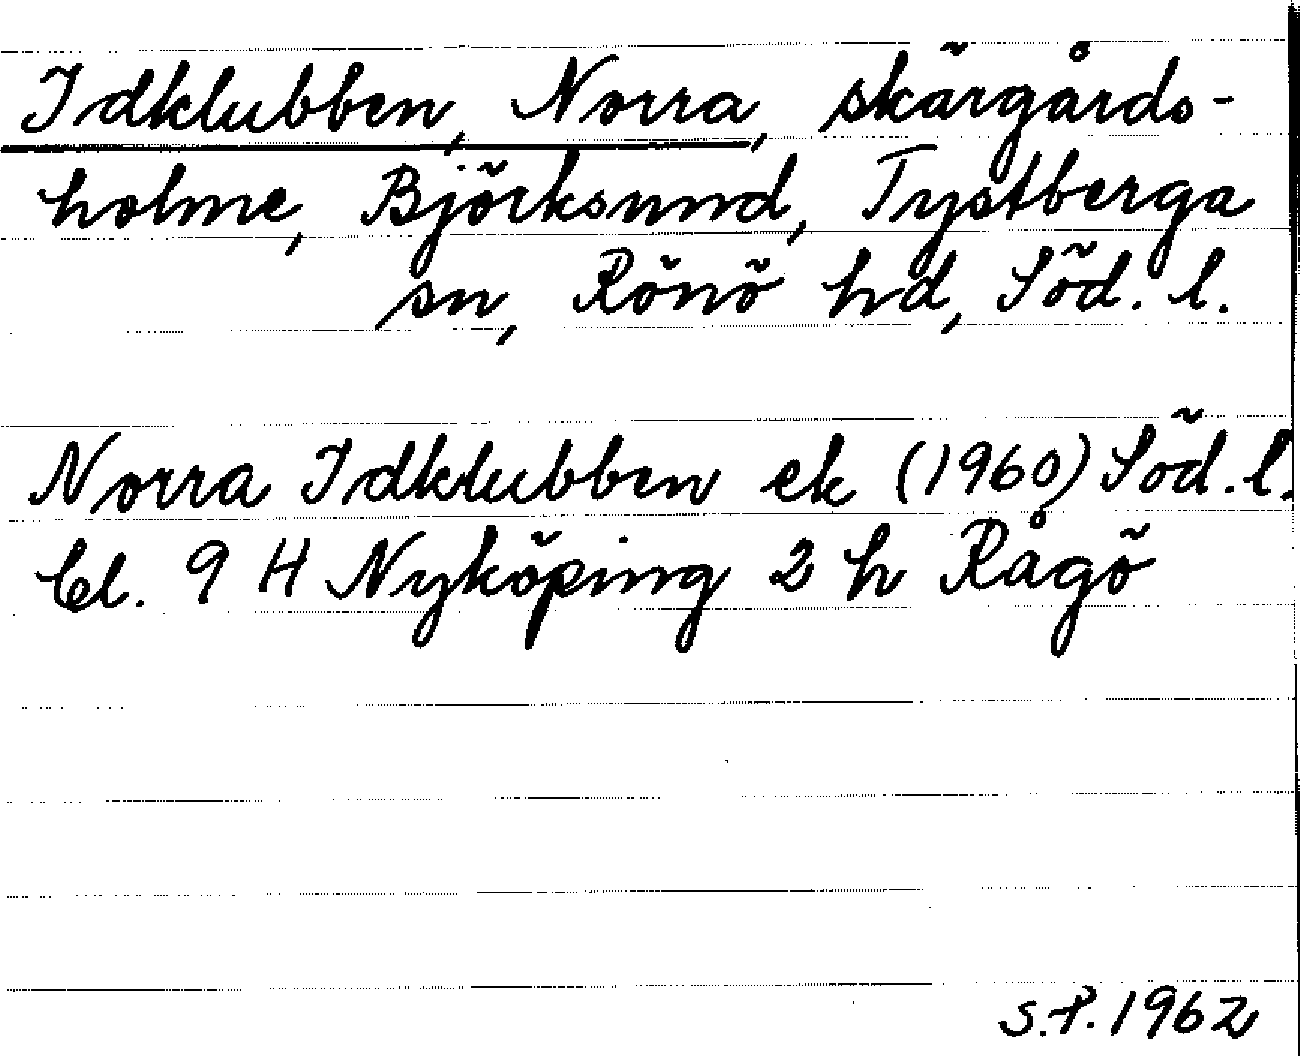 Idklubben, Norra, skärgårds-
holme, Björksund, Tystberga
sn, Rönö hd, Söd. l.
Norra Idklubben ek (1960) Söd. l.
bl. 9 H Nyköping 2 h Rågö
S.P. 1962